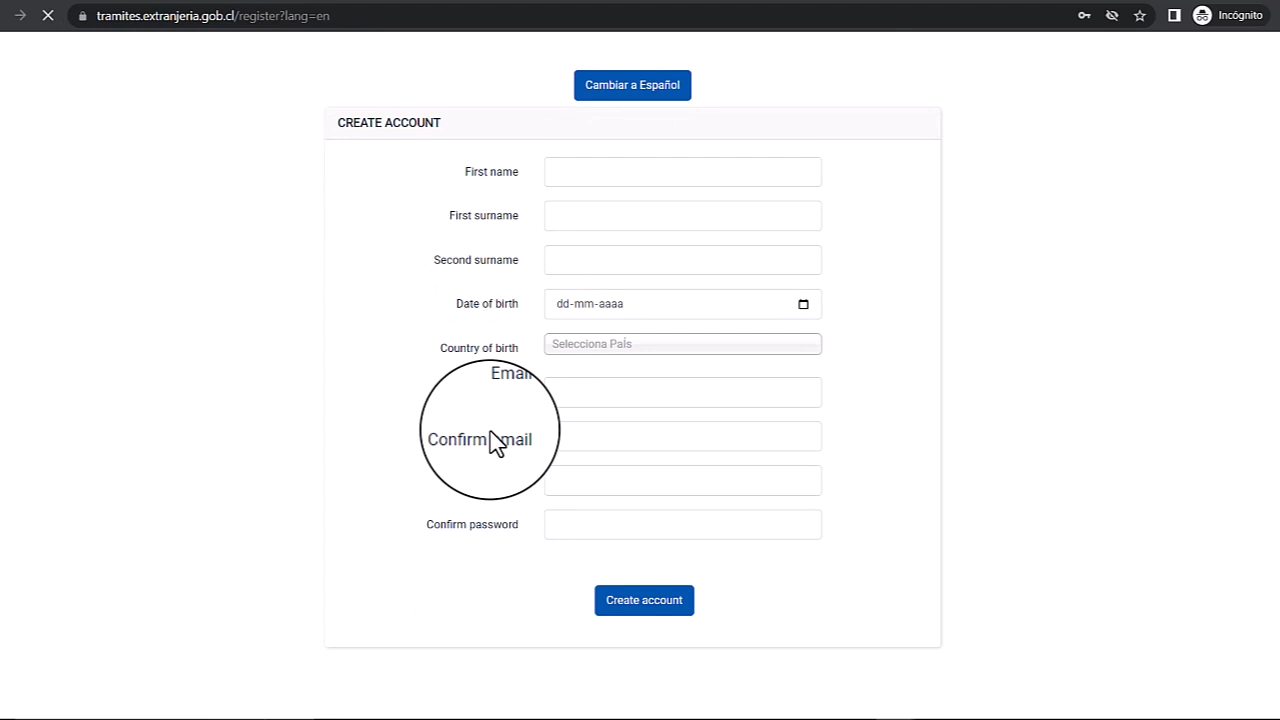 tramites.extranjeria.gob.cl/register?lang=en
Incógnito
Cambiar a Español
CREATE ACCOUNT
First name
First surname
Second surname
Date of birth
dd-mm-aaaa
Country of birth
Selecciona País
Email
Confirm mail
Confirm password
Create account